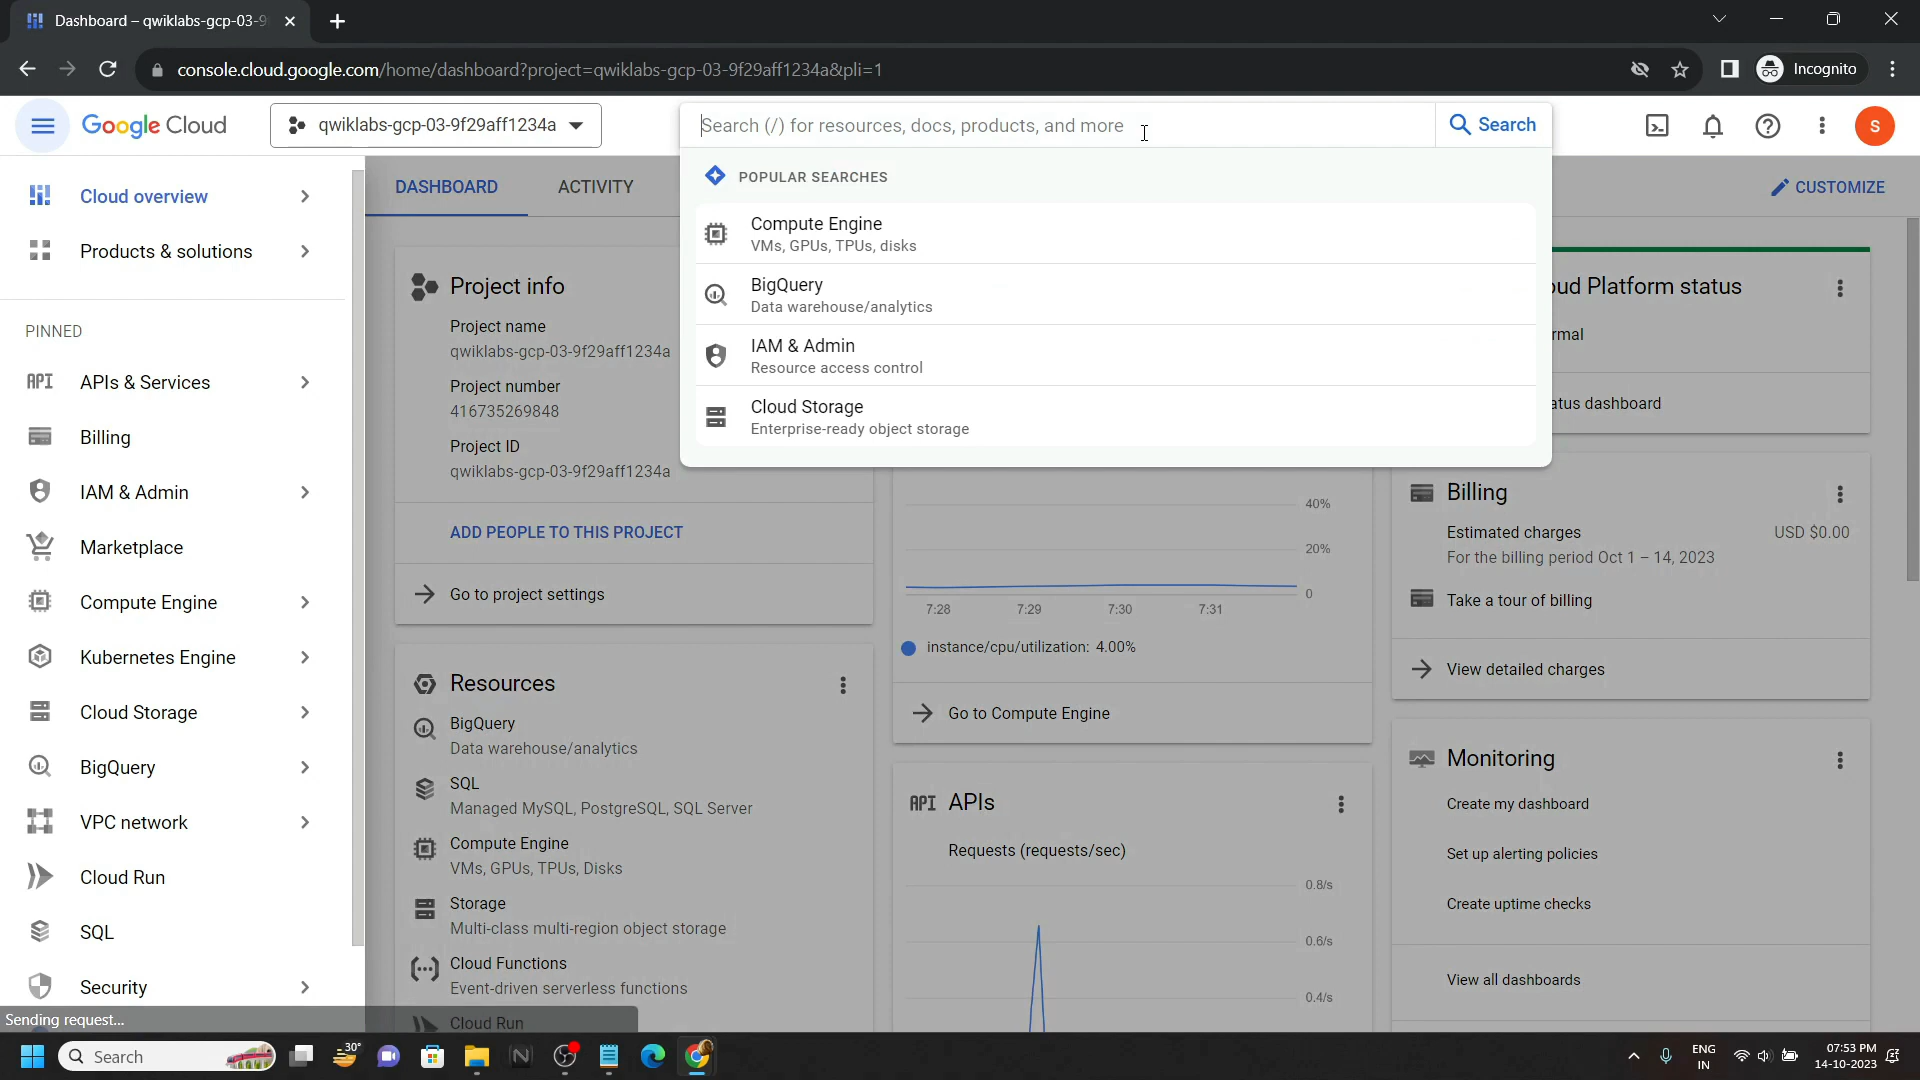 Dashboard – qwiklabs-gcp-03-9
console.cloud.google.com/home/dashboard?project=qwiklabs-gcp-03-9f29aff1234a&pli=1
Incognito
Google Cloud
qwiklabs-gcp-03-9f29aff1234a
Search (/) for resources, docs, products, and more
Search
S
Cloud overview
Products & solutions
PINNED
APIs & Services
Billing
IAM & Admin
Marketplace
Compute Engine
Kubernetes Engine
Cloud Storage
BigQuery
VPC network
Cloud Run
SQL
Security
Sending request...
DASHBOARD
ACTIVITY
CUSTOMIZE
POPULAR SEARCHES
Compute Engine
VMs, GPUs, TPUs, disks
BigQuery
Data warehouse/analytics
IAM & Admin
Resource access control
Cloud Storage
Enterprise-ready object storage
Project info
Project name
qwiklabs-gcp-03-9f29aff1234a
Project number
416735269848
Project ID
qwiklabs-gcp-03-9f29aff1234a
ADD PEOPLE TO THIS PROJECT
Go to project settings
Resources
BigQuery
Data warehouse/analytics
SQL
Managed MySQL, PostgreSQL, SQL Server
Compute Engine
VMs, GPUs, TPUs, Disks
Storage
Multi-class multi-region object storage
Cloud Functions
Event-driven serverless functions
Cloud Run
40%
20%
0
7:28
7:29
7:30
7:31
instance/cpu/utilization: 4.00%
Go to Compute Engine
API APIs
Requests (requests/sec)
0.8/s
0.6/s
0.4/s
oud Platform status
rmal
atus dashboard
Billing
Estimated charges
USD $0.00
For the billing period Oct 1 – 14, 2023
Take a tour of billing
View detailed charges
Monitoring
Create my dashboard
Set up alerting policies
Create uptime checks
View all dashboards
Search
30°
ENG
IN
07:53 PM
14-10-2023